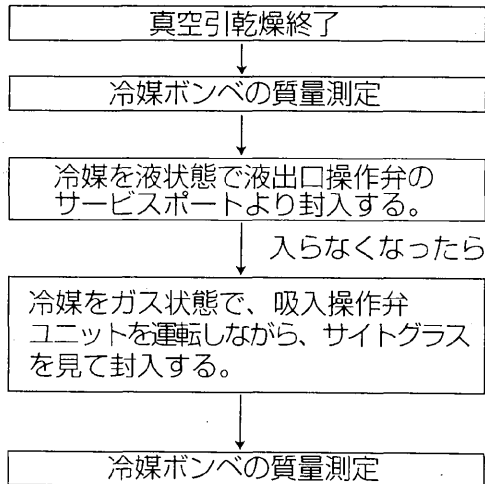 真空引乾燥終了
冷媒ボンベの質量測定
冷媒を液状態で液出口操作弁の
サービスポートより封入する。
入らなくなったら
冷媒をガス状態で、吸入操作弁
ユニットを運転しながら、サイトグラス
を見て封入する。
冷媒ボンベの質量測定